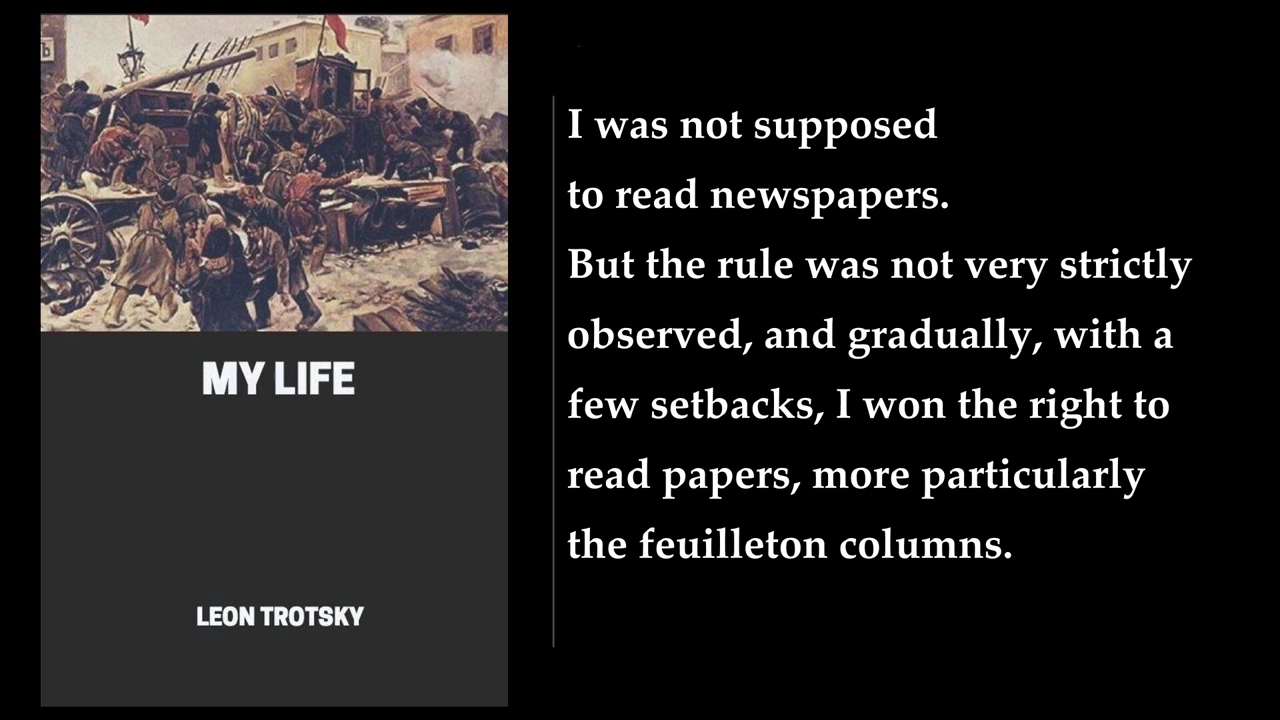 MY LIFE
LEON TROTSKY
I was not supposed
to read newspapers.
But the rule was not very strictly
observed, and gradually, with a
few setbacks, I won the right to
read papers, more particularly
the feuilleton columns.